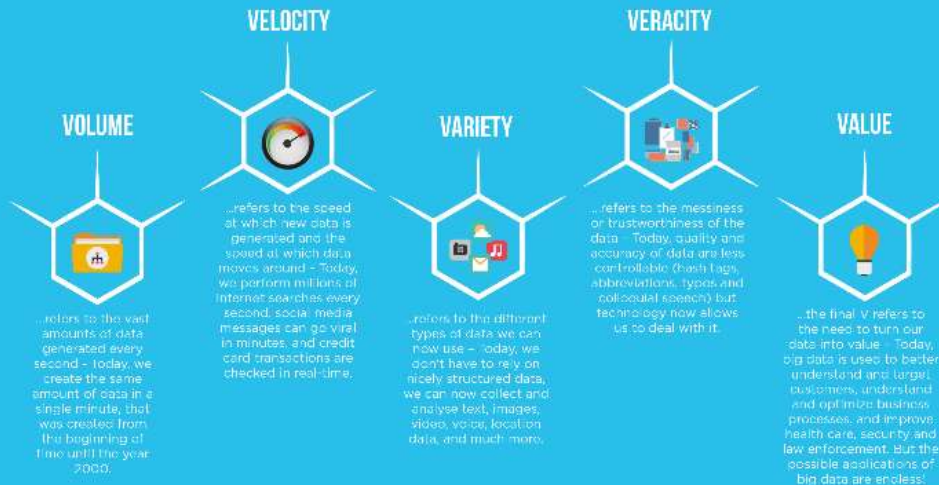 VOLUME
...refers to the vast
amounts of data
generated every
second - Today, we
create the same
amount of data in a
single minute, that
was created from
the beginning of
time until the year
2000.
VELOCITY
...refers to the speed
at which new data is
generated and the
speed at which data
moves around - Today,
we perform millions of
Internet searches every
second, social media
messages can go viral
in minutes, and credit
card transactions are
checked in real-time.
VARIETY
...refers to the different
types of data we can
now use - Today, we
don't have to rely on
nicely structured data,
we can now collect and
analyse text, images,
video, voice, location
data, and much more.
VERACITY
...refers to the messiness
or trustworthiness of the
data - Today, quality and
accuracy of data are less
controllable (hash tags,
abbreviations, typos and
colloquial speech) but
technology now allows
us to deal with it.
VALUE
...the final V refers to
the need to turn our
data into value - Today,
big data is used to better
understand and target
customers, understand
and optimize business
processes, and improve
health care, security and
law enforcement. But the
possible applications of
big data are endless!